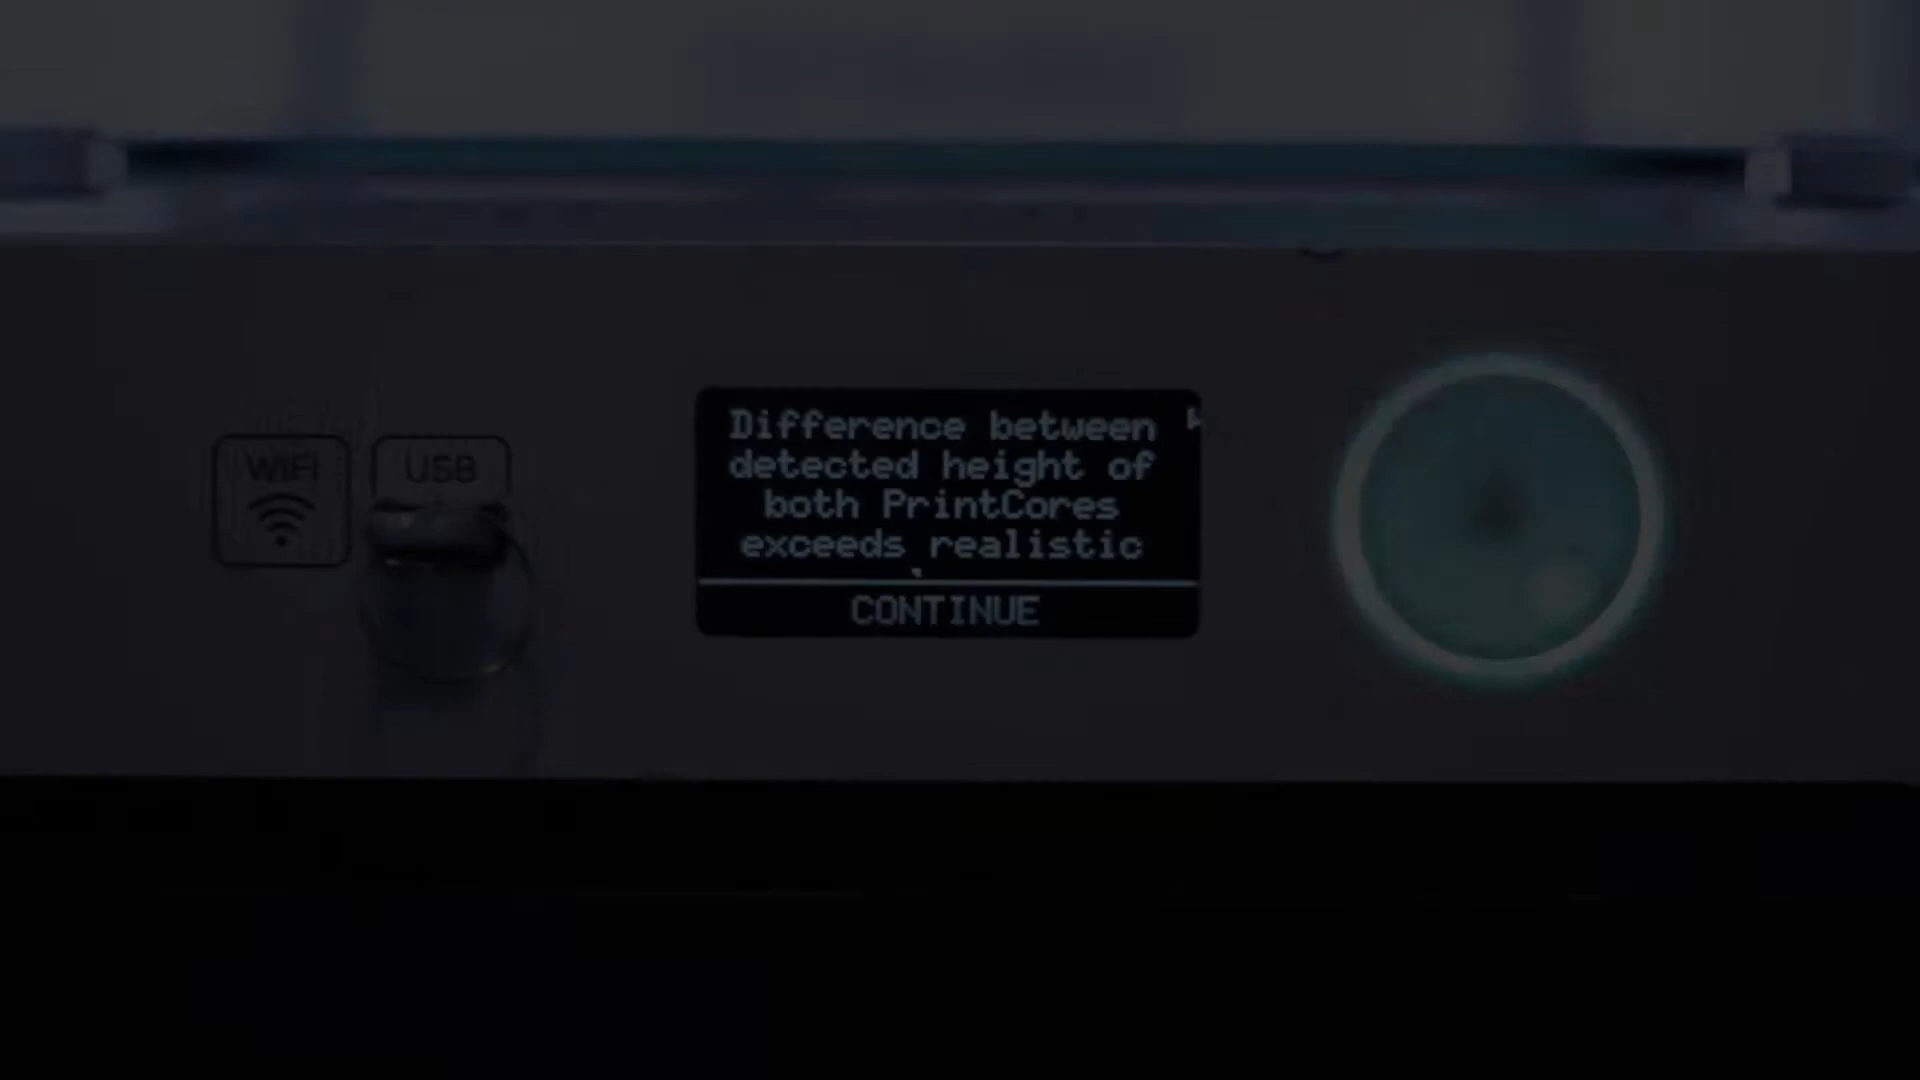 WiFi
USB
Difference between
detected height of
both PrintCores
exceeds realistic
CONTINUE